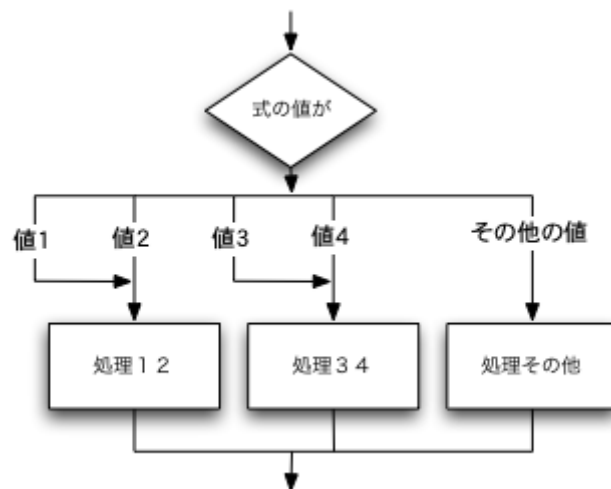 式の値が
値1
値2
値3
値4
その他の値
処理１２
処理３４
処理その他